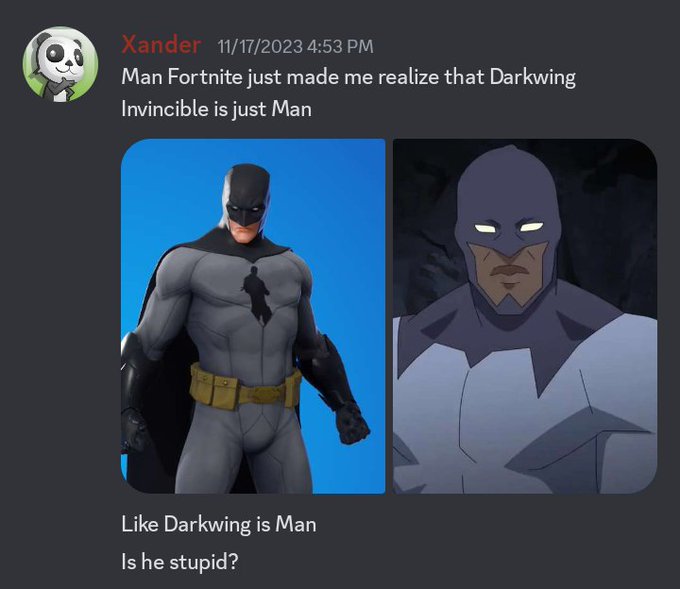 Xander 11/17/2023 4:53 PM
Man Fortnite just made me realize that Darkwing
Invincible is just Man
Like Darkwing is Man
Is he stupid?